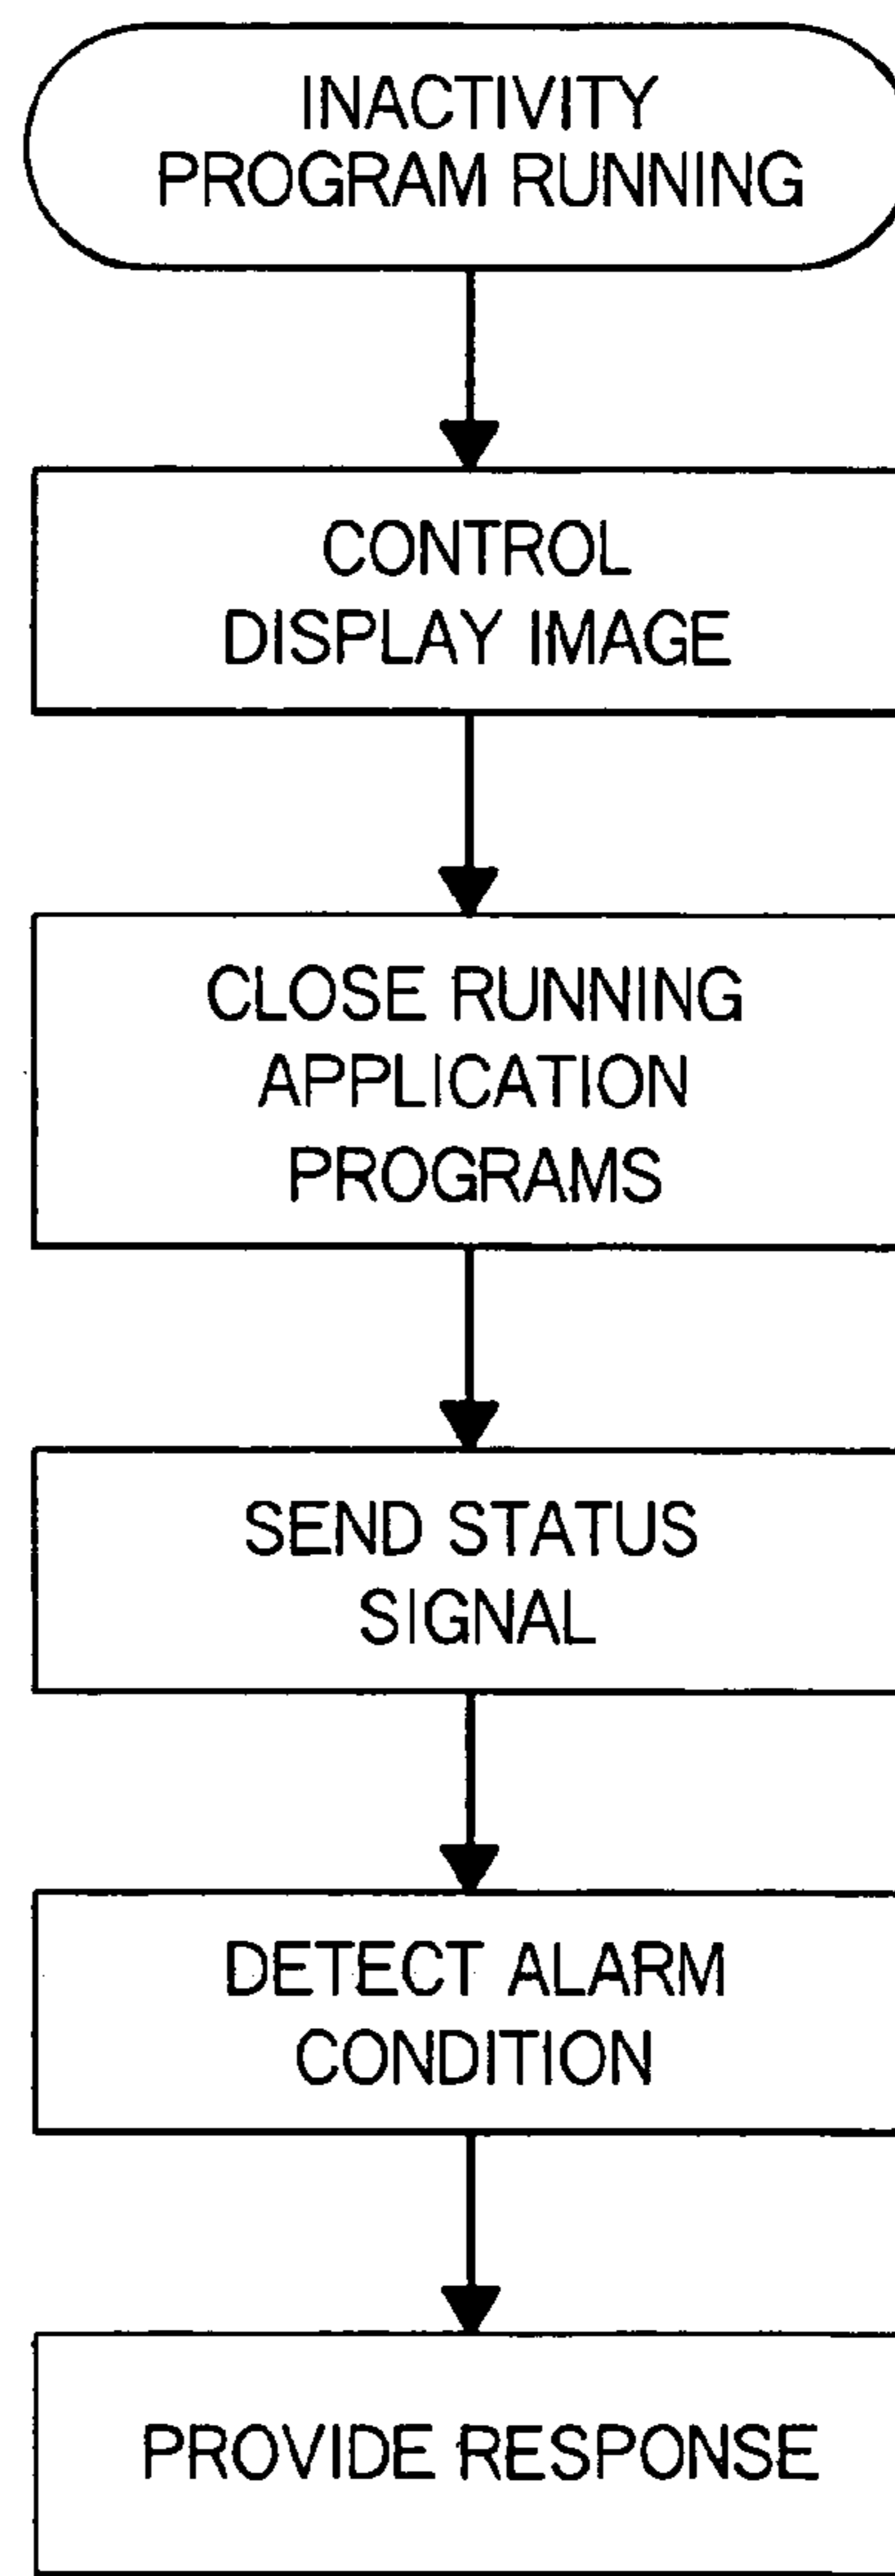 INACTIVITY
PROGRAM RUNNING
CONTROL
DISPLAY IMAGE
CLOSE RUNNING
APPLICATION
PROGRAMS
SEND STATUS
SIGNAL
DETECT ALARM
CONDITION
PROVIDE RESPONSE